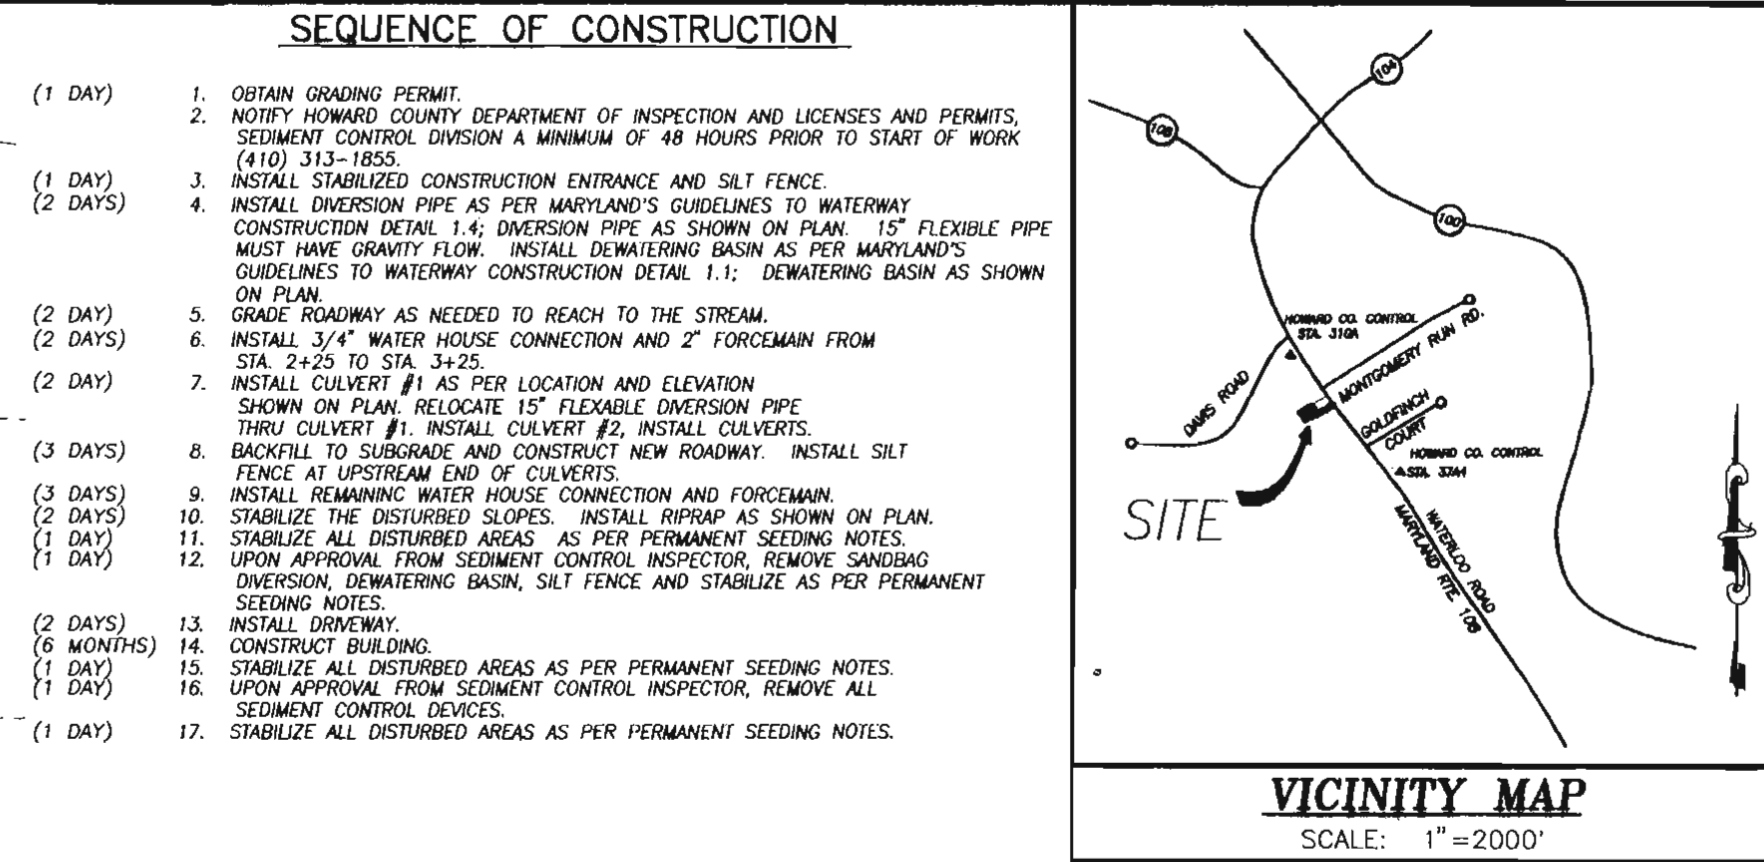 SEQUENCE OF CONSTRUCTION
(1 DAY) 1. OBTAIN GRADING PERMIT.
2. NOTIFY HOWARD COUNTY DEPARTMENT OF INSPECTION AND LICENSES AND PERMITS,
SEDIMENT CONTROL DIVISION A MINIMUM OF 48 HOURS PRIOR TO START OF WORK
(410) 313-1855.
(1 DAY) 3. INSTALL STABILIZED CONSTRUCTION ENTRANCE AND SILT FENCE.
(2 DAYS) 4. INSTALL DIVERSION PIPE AS PER MARYLAND'S GUIDELINES TO WATERWAY
CONSTRUCTION DETAIL 1.4; DIVERSION PIPE AS SHOWN ON PLAN. 15" FLEXIBLE PIPE
MUST HAVE GRAVITY FLOW. INSTALL DEWATERING BASIN AS PER MARYLAND'S
GUIDELINES TO WATERWAY CONSTRUCTION DETAIL 1.1; DEWATERING BASIN AS SHOWN
ON PLAN.
(2 DAY) 5. GRADE ROADWAY AS NEEDED TO REACH TO THE STREAM.
(2 DAYS) 6. INSTALL 3/4" WATER HOUSE CONNECTION AND 2" FORCEMAIN FROM
STA. 2+25 TO STA. 3+25.
(2 DAY) 7. INSTALL CULVERT #1 AS PER LOCATION AND ELEVATION
SHOWN ON PLAN. RELOCATE 15" FLEXABLE DIVERSION PIPE
THRU CULVERT #1. INSTALL CULVERT #2, INSTALL CULVERTS.
(3 DAYS) 8. BACKFILL TO SUBGRADE AND CONSTRUCT NEW ROADWAY. INSTALL SILT
FENCE AT UPSTREAM END OF CULVERTS.
(3 DAYS) 9. INSTALL REMAINING WATER HOUSE CONNECTION AND FORCEMAIN.
(2 DAYS) 10. STABILIZE THE DISTURBED SLOPES. INSTALL RIPRAP AS SHOWN ON PLAN.
(1 DAY) 11. STABILIZE ALL DISTURBED AREAS AS PER PERMANENT SEEDING NOTES.
(1 DAY) 12. UPON APPROVAL FROM SEDIMENT CONTROL INSPECTOR, REMOVE SANDBAG
DIVERSION, DEWATERING BASIN, SILT FENCE AND STABILIZE AS PER PERMANENT
SEEDING NOTES.
(2 DAYS) 13. INSTALL DRIVEWAY.
(6 MONTHS) 14. CONSTRUCT BUILDING.
(1 DAY) 15. STABILIZE ALL DISTURBED AREAS AS PER PERMANENT SEEDING NOTES.
(1 DAY) 16. UPON APPROVAL FROM SEDIMENT CONTROL INSPECTOR, REMOVE ALL
SEDIMENT CONTROL DEVICES.
(1 DAY) 17. STABILIZE ALL DISTURBED AREAS AS PER PERMANENT SEEDING NOTES.
104
108
100
HOWARD CO. CONTROL
STA. 310A
MONTGOMERY RUN RD.
DAVIS ROAD
GOLDFINCH
COURT
HOWARD CO. CONTROL
STA. 37A1
SITE
WATERLOO ROAD
MARYLAND RTE. 108
VICINITY MAP
SCALE: 1"=2000'